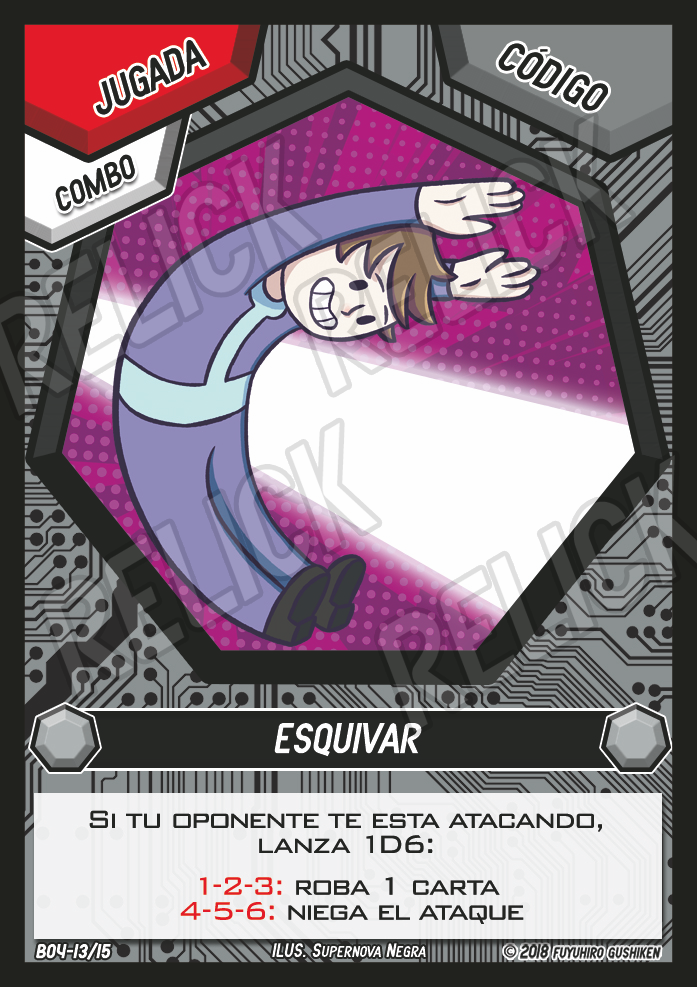 JUGADA
CÓDIGO
COMBO
RELICK
RELICK
RELICK
RELICK
RELICK
ESQUIVAR
SI TU OPONENTE TE ESTA ATACANDO,
LANZA 1D6:
1-2-3: ROBA 1 CARTA
4-5-6: NIEGA EL ATAQUE
B04-13/15
ILUS. SUPERNOVA NEGRA
© 2018 FUYUHIRO GUSHIKEN